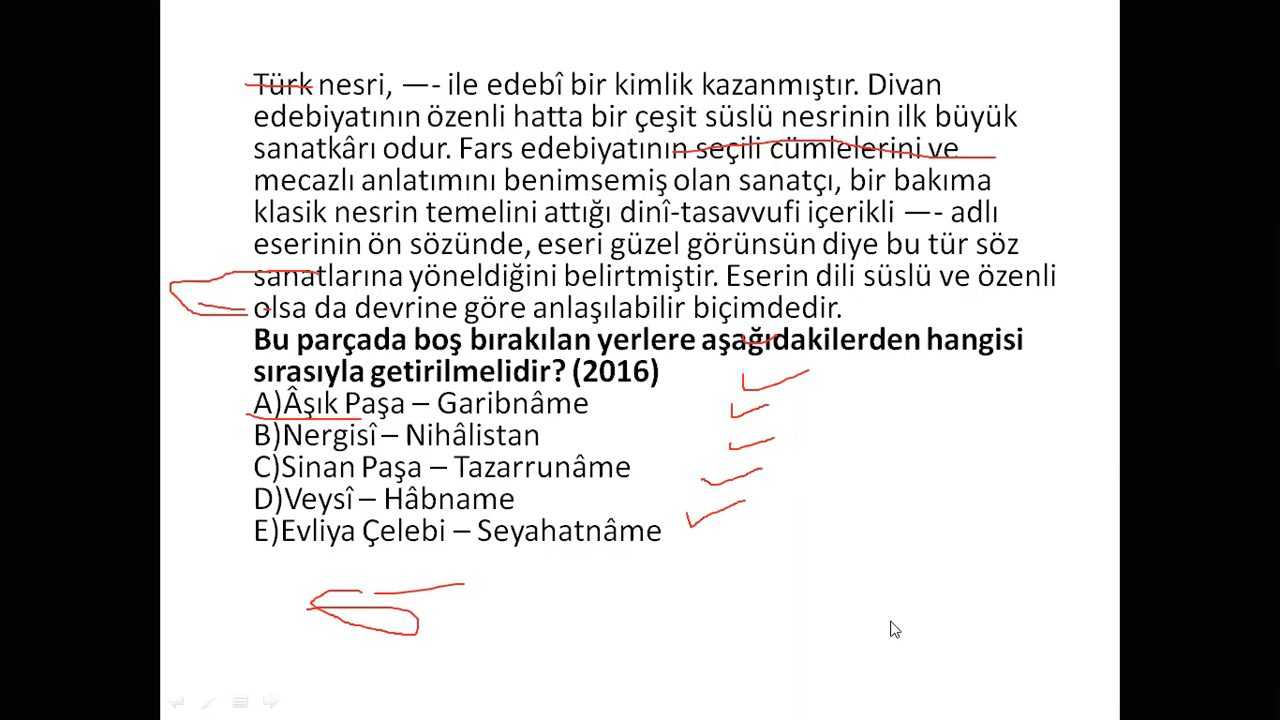 Türk nesri, —- ile edebî bir kimlik kazanmıştır. Divan
edebiyatının özenli hatta bir çeşit süslü nesrinin ilk büyük
sanatkârı odur. Fars edebiyatının seçili cümlelerini ve
mecazlı anlatımını benimsemiş olan sanatçı, bir bakıma
klasik nesrin temelini attığı dinî-tasavvufi içerikli —- adlı
eserinin ön sözünde, eseri güzel görünsün diye bu tür söz
sanatlarına yöneldiğini belirtmiştir. Eserin dili süslü ve özenli
olsa da devrine göre anlaşılabilir biçimdedir.
Bu parçada boş bırakılan yerlere aşağıdakilerden hangisi
sırasıyla getirilmelidir? (2016)
A)Âşık Paşa – Garibnâme
B)Nergisî – Nihâlistan
C)Sinan Paşa – Tazarrunâme
D)Veysî – Hâbname
E)Evliya Çelebi – Seyahatnâme